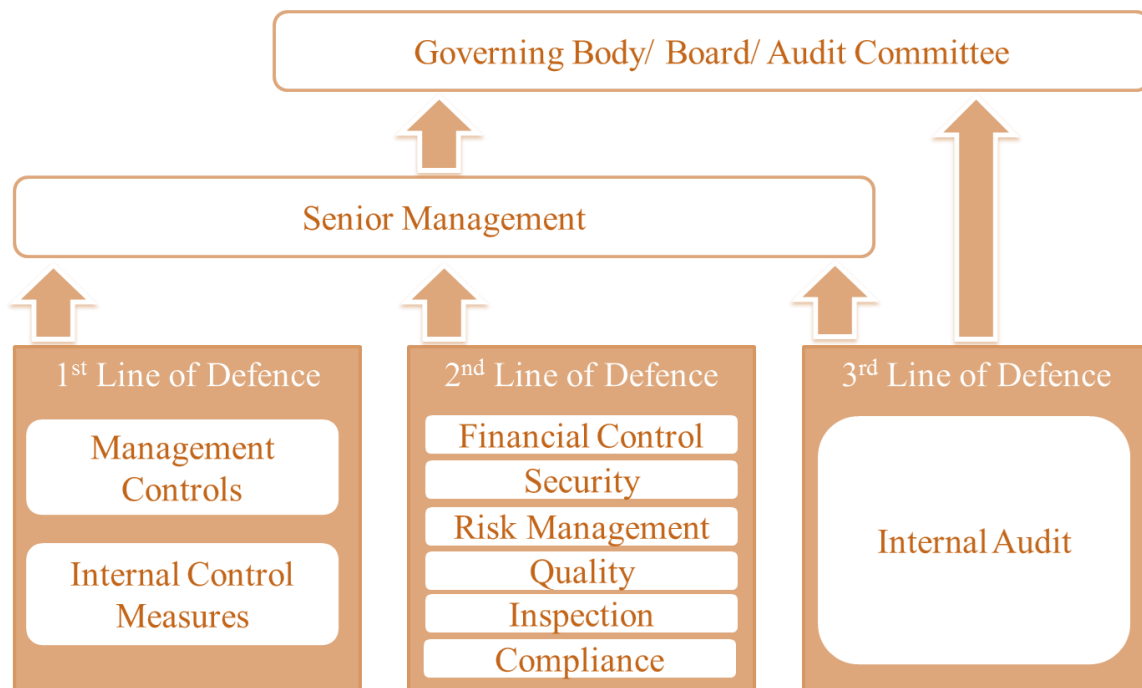 Governing Body/ Board/ Audit Committee
Senior Management
1st Line of Defence
Management
Controls
Internal Control
Measures
2nd Line of Defence
Financial Control
Security
Risk Management
Quality
Inspection
Compliance
3rd Line of Defence
Internal Audit